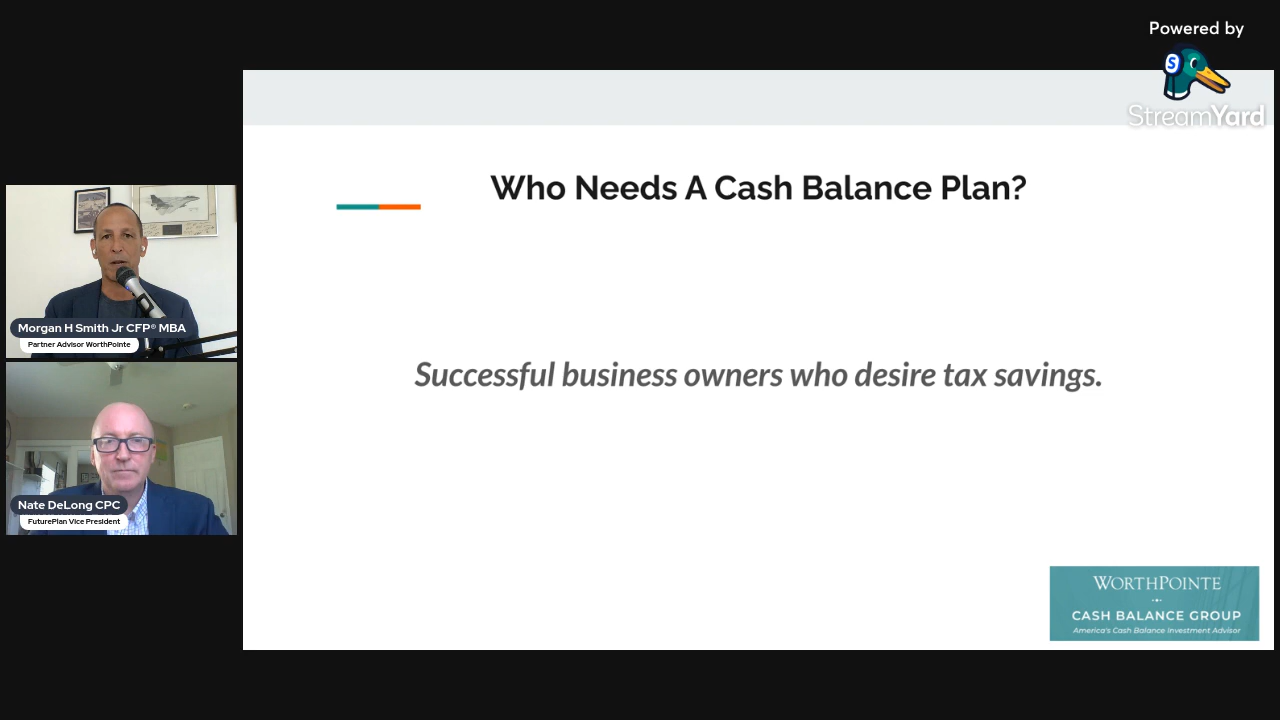 Powered by
StreamYard
Who Needs A Cash Balance Plan?
Successful business owners who desire tax savings.
Morgan H Smith Jr CFP® MBA
Partner Advisor WorthPointe
Nate DeLong CPC
FuturePlan Vice President
WORTHPOINTE
CASH BALANCE GROUP
America's Cash Balance Investment Advisor